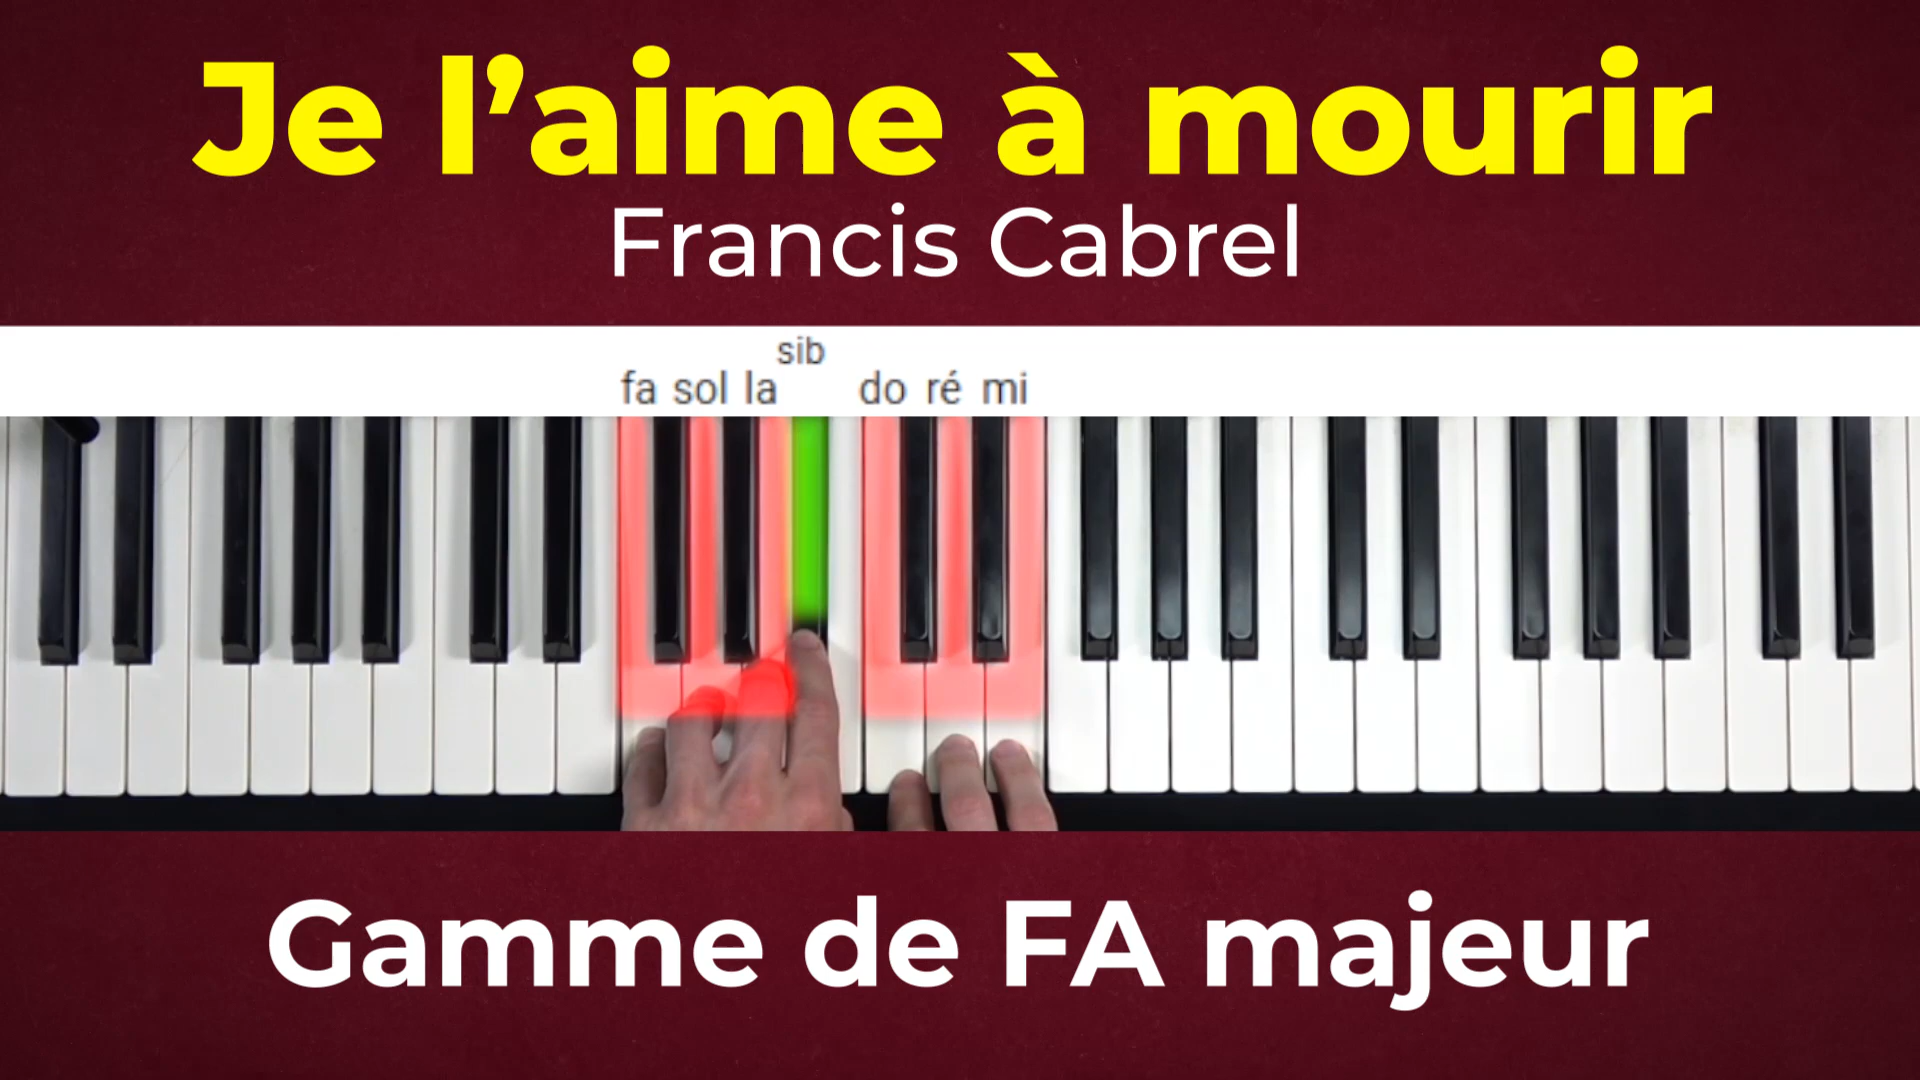 Je l’aime à mourir
Francis Cabrel
sib
fa sol la do ré mi
Gamme de FA majeur